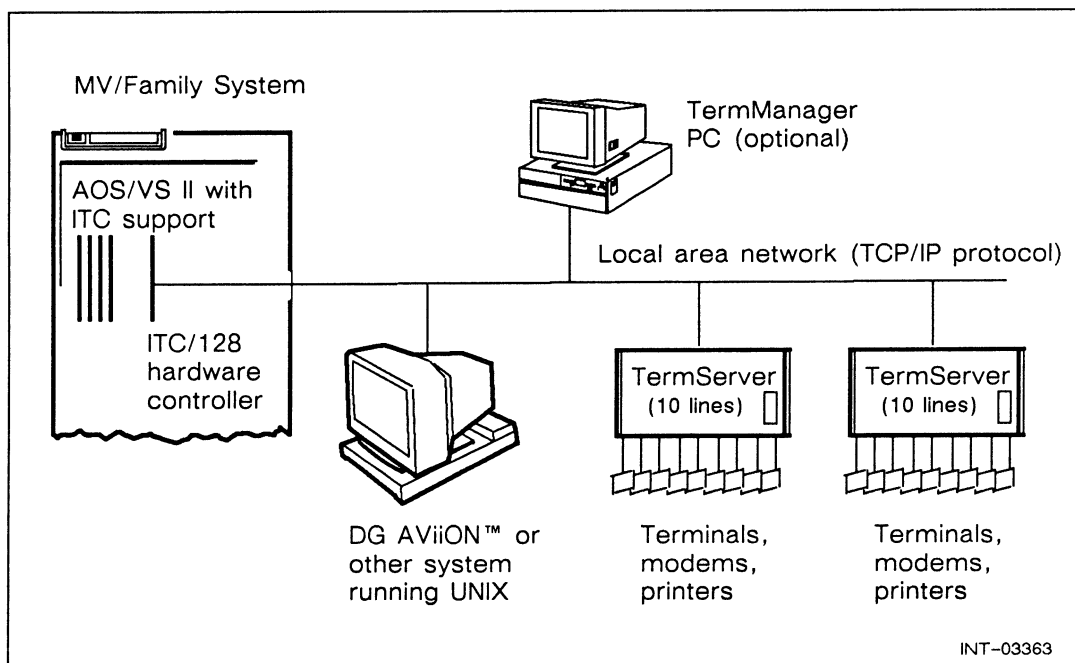 MV/Family System
TermManager
PC (optional)
AOS/VS II with
ITC support
Local area network (TCP/IP protocol)
ITC/128
hardware
controller
TermServer
(10 lines)
TermServer
(10 lines)
DG AViiON™ or
other system
running UNIX
Terminals,
modems,
printers
Terminals,
modems,
printers
INT-03363